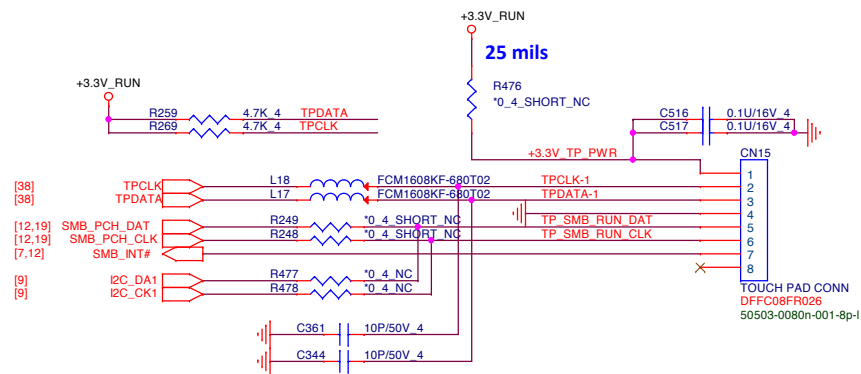 +3.3V_RUN
25 mils
+3.3V_RUN
R476
*0_4_SHORT_NC
R259 4.7K_4 TPDATA
R269 4.7K_4 TPCLK
C516 0.1U/16V_4
C517 0.1U/16V_4
+3.3V_TP_PWR
CN15
1
[38] TPCLK L18 FCM1608KF-680T02 TPCLK-1 2
[38] TPDATA L17 FCM1608KF-680T02 TPDATA-1 3
4
[12,19] SMB_PCH_DAT R249 *0_4_SHORT_NC TP_SMB_RUN_DAT 5
[12,19] SMB_PCH_CLK R248 *0_4_SHORT_NC TP_SMB_RUN_CLK 6
[7,12] SMB_INT# 7
8
[9] I2C_DA1 R477 *0_4_NC
[9] I2C_CK1 R478 *0_4_NC
TOUCH PAD CONN
DFFC08FR026
50503-0080n-001-8p-l
C361 10P/50V_4
C344 10P/50V_4